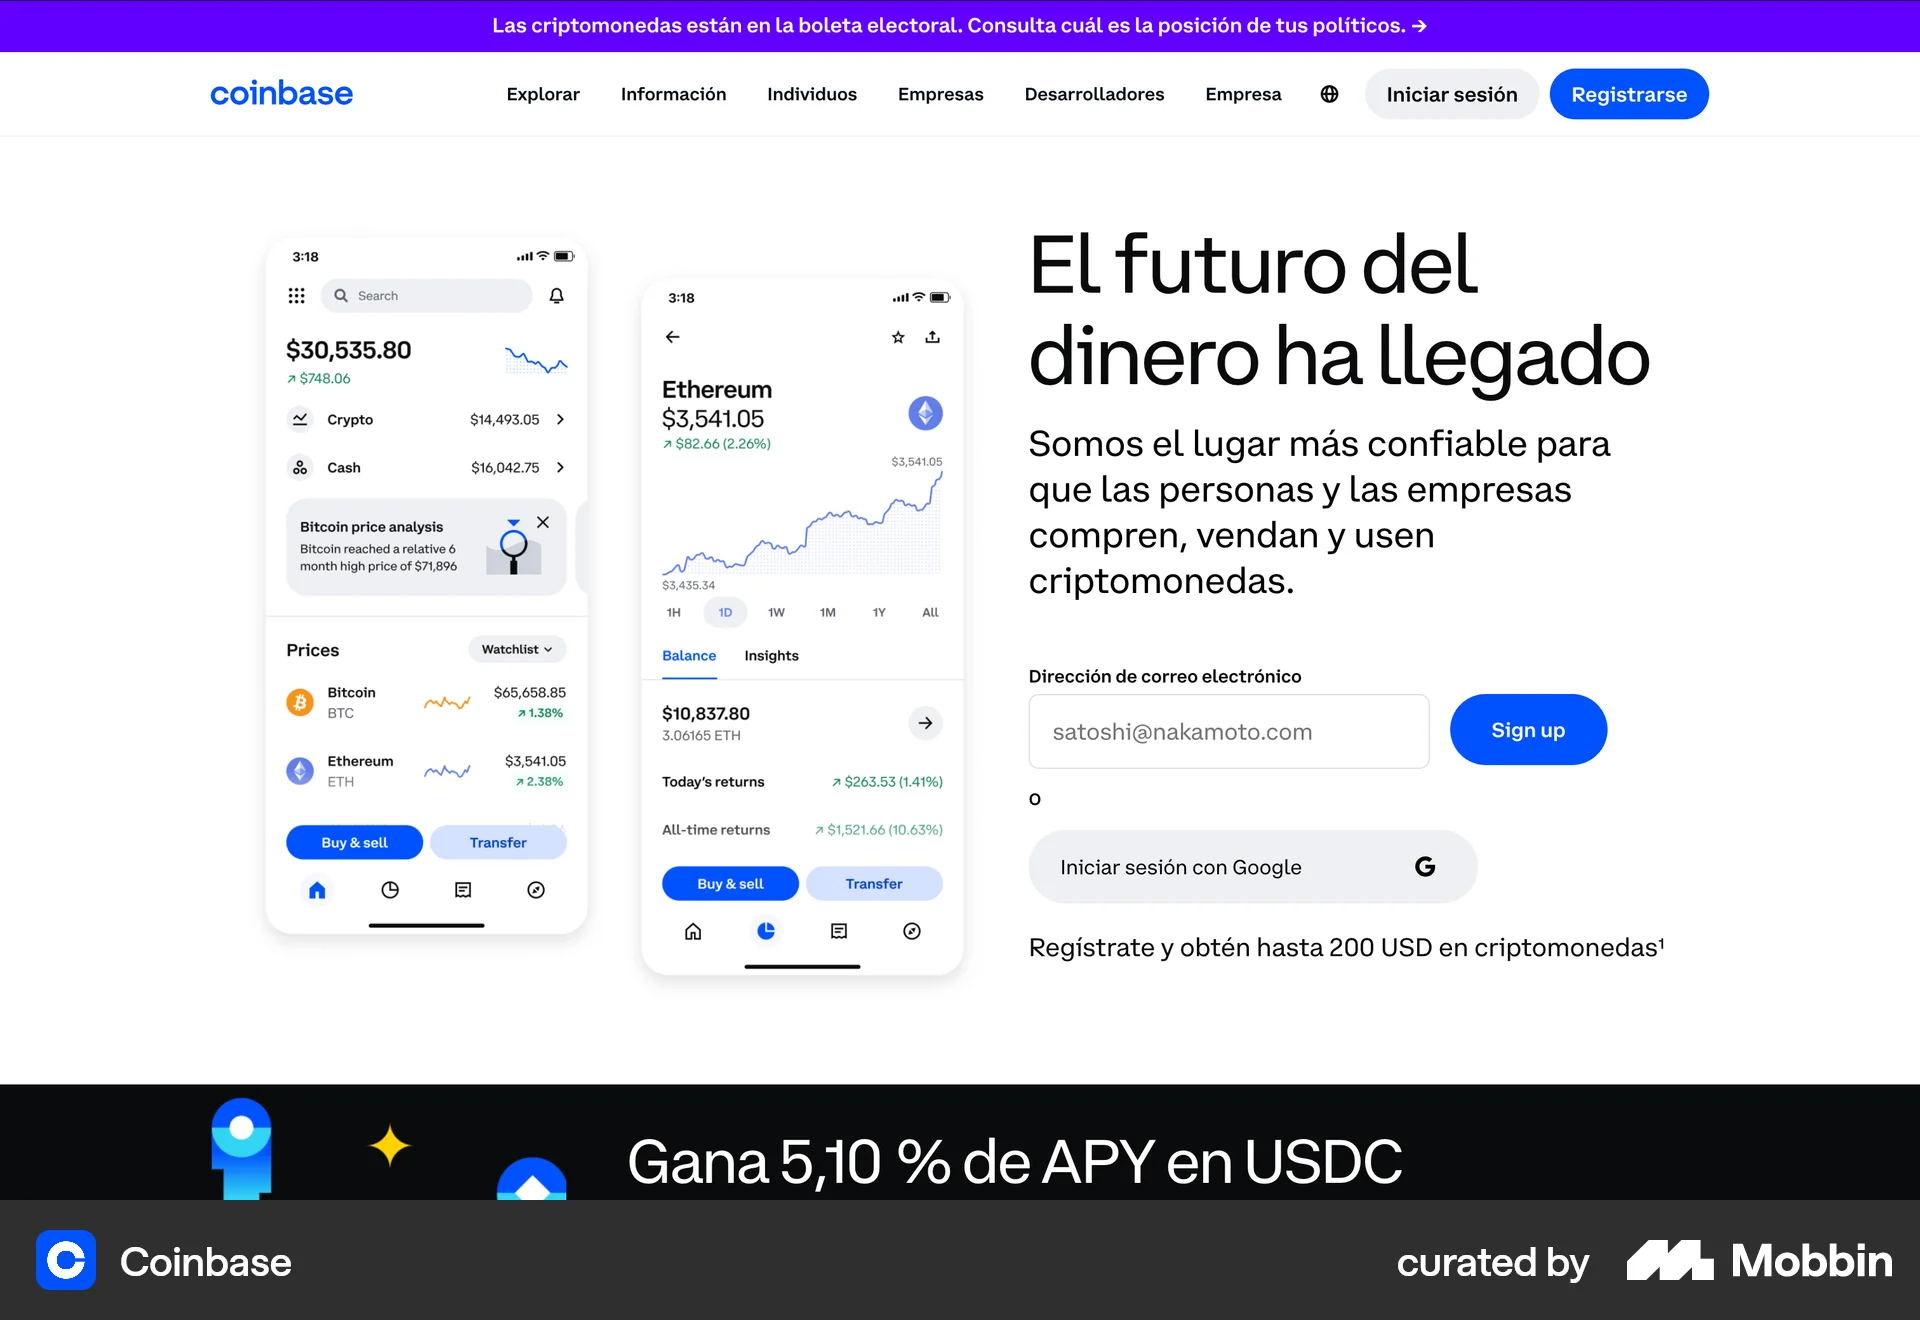 Las criptomonedas están en la boleta electoral. Consulta cuál es la posición de tus políticos. →
coinbase
Explorar
Información
Individuos
Empresas
Desarrolladores
Empresa
Iniciar sesión
Registrarse
3:18
Search
$30,535.80
↗ $748.06
Crypto $14,493.05
Cash $16,042.75
Bitcoin price analysis
Bitcoin reached a relative 6
month high price of $71,896
Prices
Watchlist
Bitcoin $65,658.85
BTC ↗ 1.38%
Ethereum $3,541.05
ETH ↗ 2.38%
Buy & sell
Transfer
3:18
Ethereum
$3,541.05
↗ $82.66 (2.26%)
$3,541.05
$3,435.34
1H 1D 1W 1M 1Y All
Balance Insights
$10,837.80
3.06165 ETH
Today's returns ↗ $263.53 (1.41%)
All-time returns ↗ $1,521.66 (10.63%)
Buy & sell
Transfer
El futuro del
dinero ha llegado
Somos el lugar más confiable para
que las personas y las empresas
compren, vendan y usen
criptomonedas.
Dirección de correo electrónico
satoshi@nakamoto.com
Sign up
o
Iniciar sesión con Google G
Regístrate y obtén hasta 200 USD en criptomonedas¹
Gana 5,10 % de APY en USDC
Coinbase
curated by Mobbin